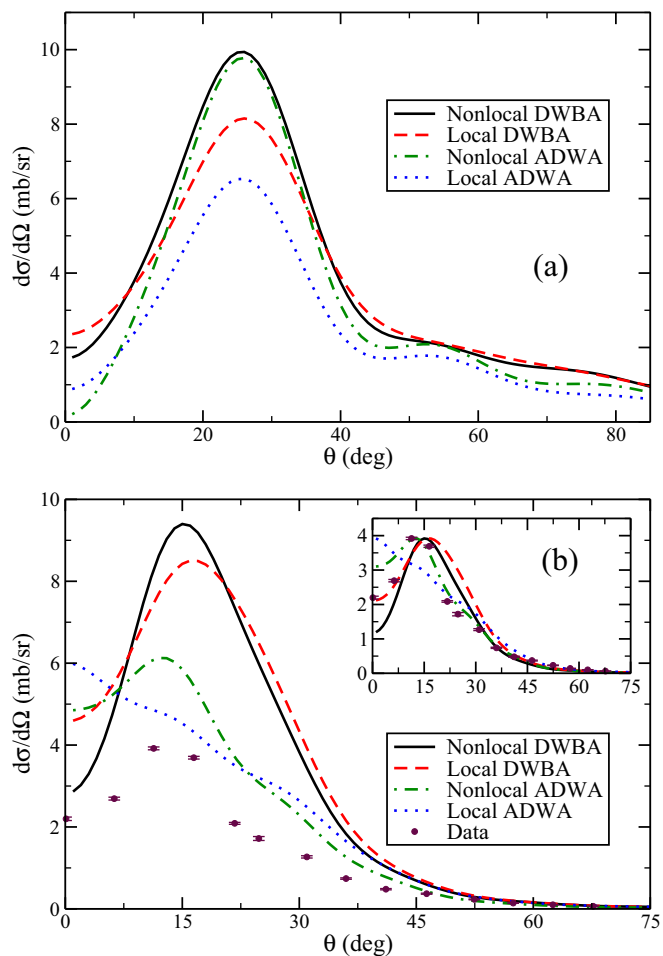 10
8
6
4
2
0
dσ/dΩ (mb/sr)
Nonlocal DWBA
Local DWBA
Nonlocal ADWA
Local ADWA
(a)
0 20 40 60 80
θ (deg)
10
8
6
4
2
0
dσ/dΩ (mb/sr)
4
3
2
1
0
(b)
0 15 30 45 60 75
Nonlocal DWBA
Local DWBA
Nonlocal ADWA
Local ADWA
Data
0 15 30 45 60 75
θ (deg)